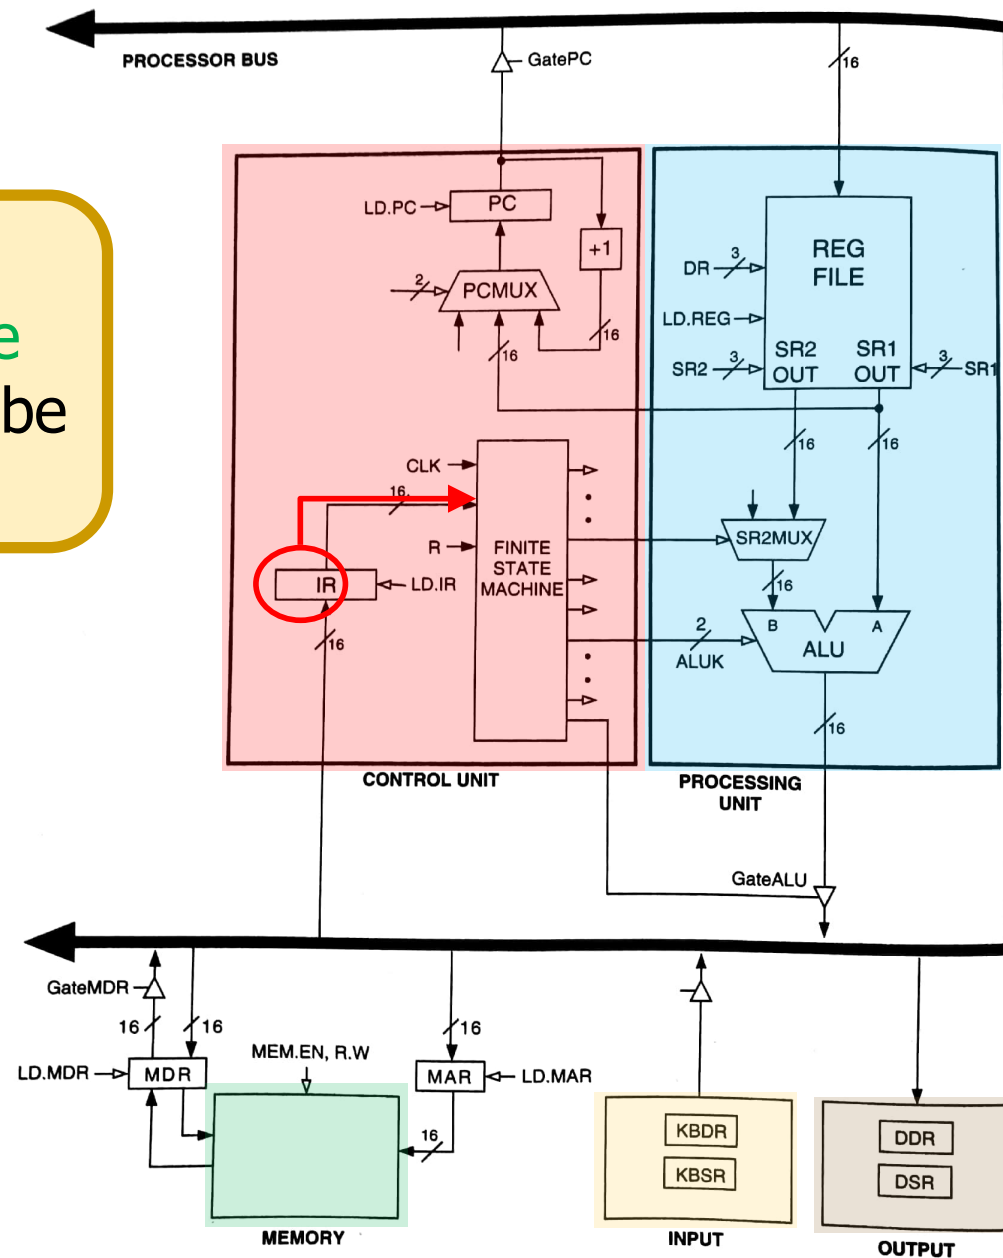 PROCESSOR BUS
GatePC
16
e
be
LD.PC
PC
+1
2
PCMUX
16
16
DR
3
REG
FILE
LD.REG
SR2
3
SR2
OUT
SR1
OUT
3
SR1
16
16
CLK
16
R
FINITE
STATE
MACHINE
IR
LD.IR
16
SR2MUX
16
B
A
ALU
2
ALUK
16
CONTROL UNIT
PROCESSING
UNIT
GateALU
GateMDR
16
16
16
LD.MDR
MDR
MEM.EN, R.W
MAR
LD.MAR
16
KBDR
KBSR
DDR
DSR
MEMORY
INPUT
OUTPUT